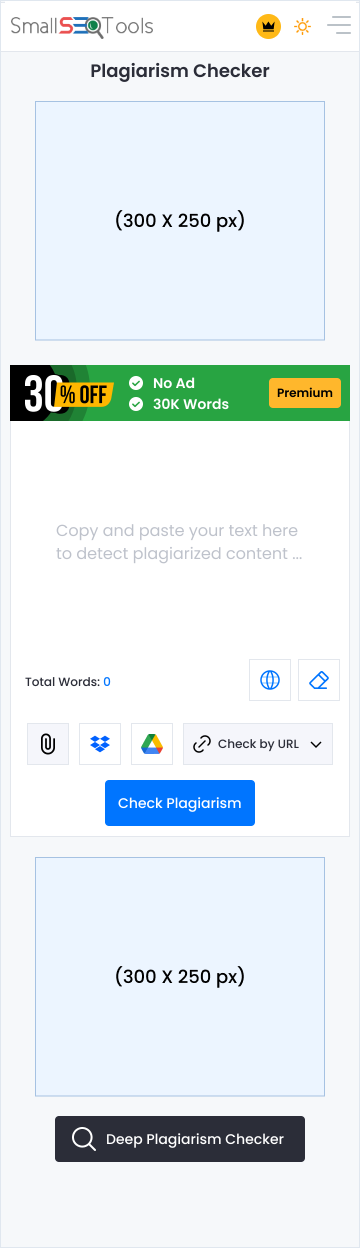 SmallSEOTools
Plagiarism Checker
(300 X 250 px)
30% OFF
No Ad
30K Words
Premium
Copy and paste your text here
to detect plagiarized content ...
Total Words: 0
Check by URL
Check Plagiarism
(300 X 250 px)
Deep Plagiarism Checker